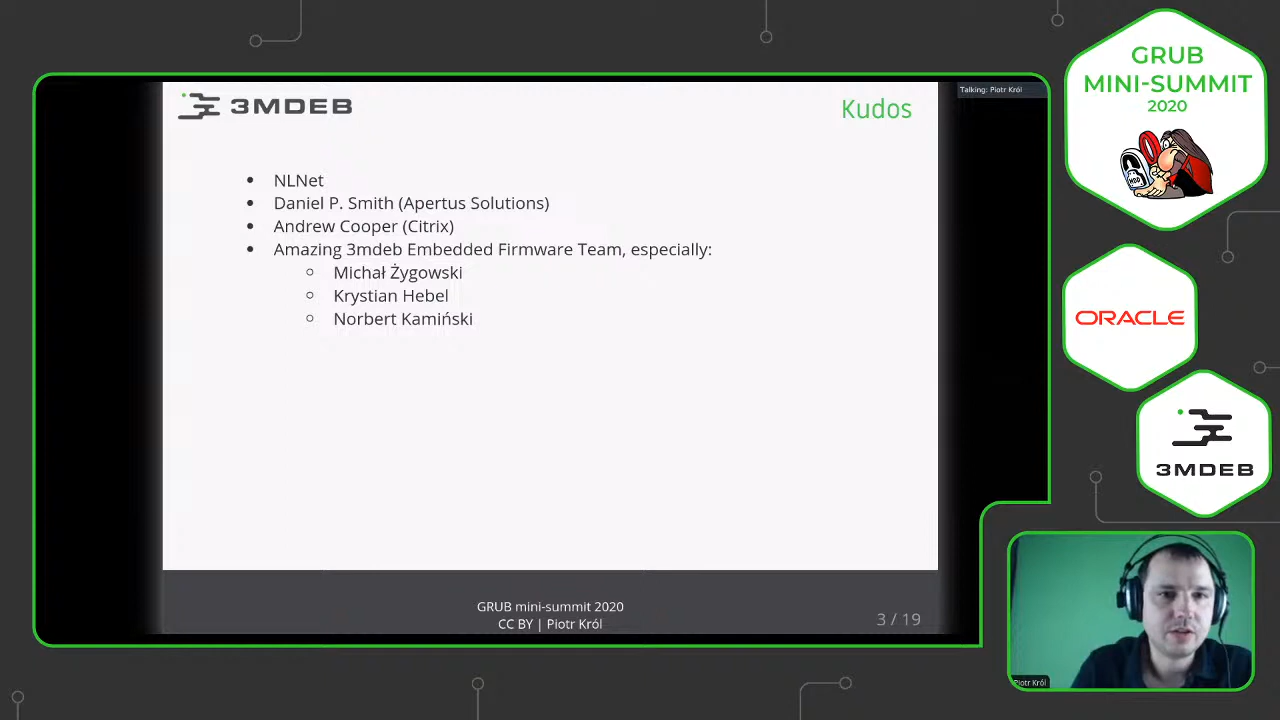 3MDEB
Kudos
Talking: Piotr Król
NLNet
Daniel P. Smith (Apertus Solutions)
Andrew Cooper (Citrix)
Amazing 3mdeb Embedded Firmware Team, especially:
Michał Żygowski
Krystian Hebel
Norbert Kamiński
GRUB mini-summit 2020
CC BY | Piotr Król
3 / 19
GRUB
MINI-SUMMIT
2020
ORACLE
3MDEB
Piotr Król